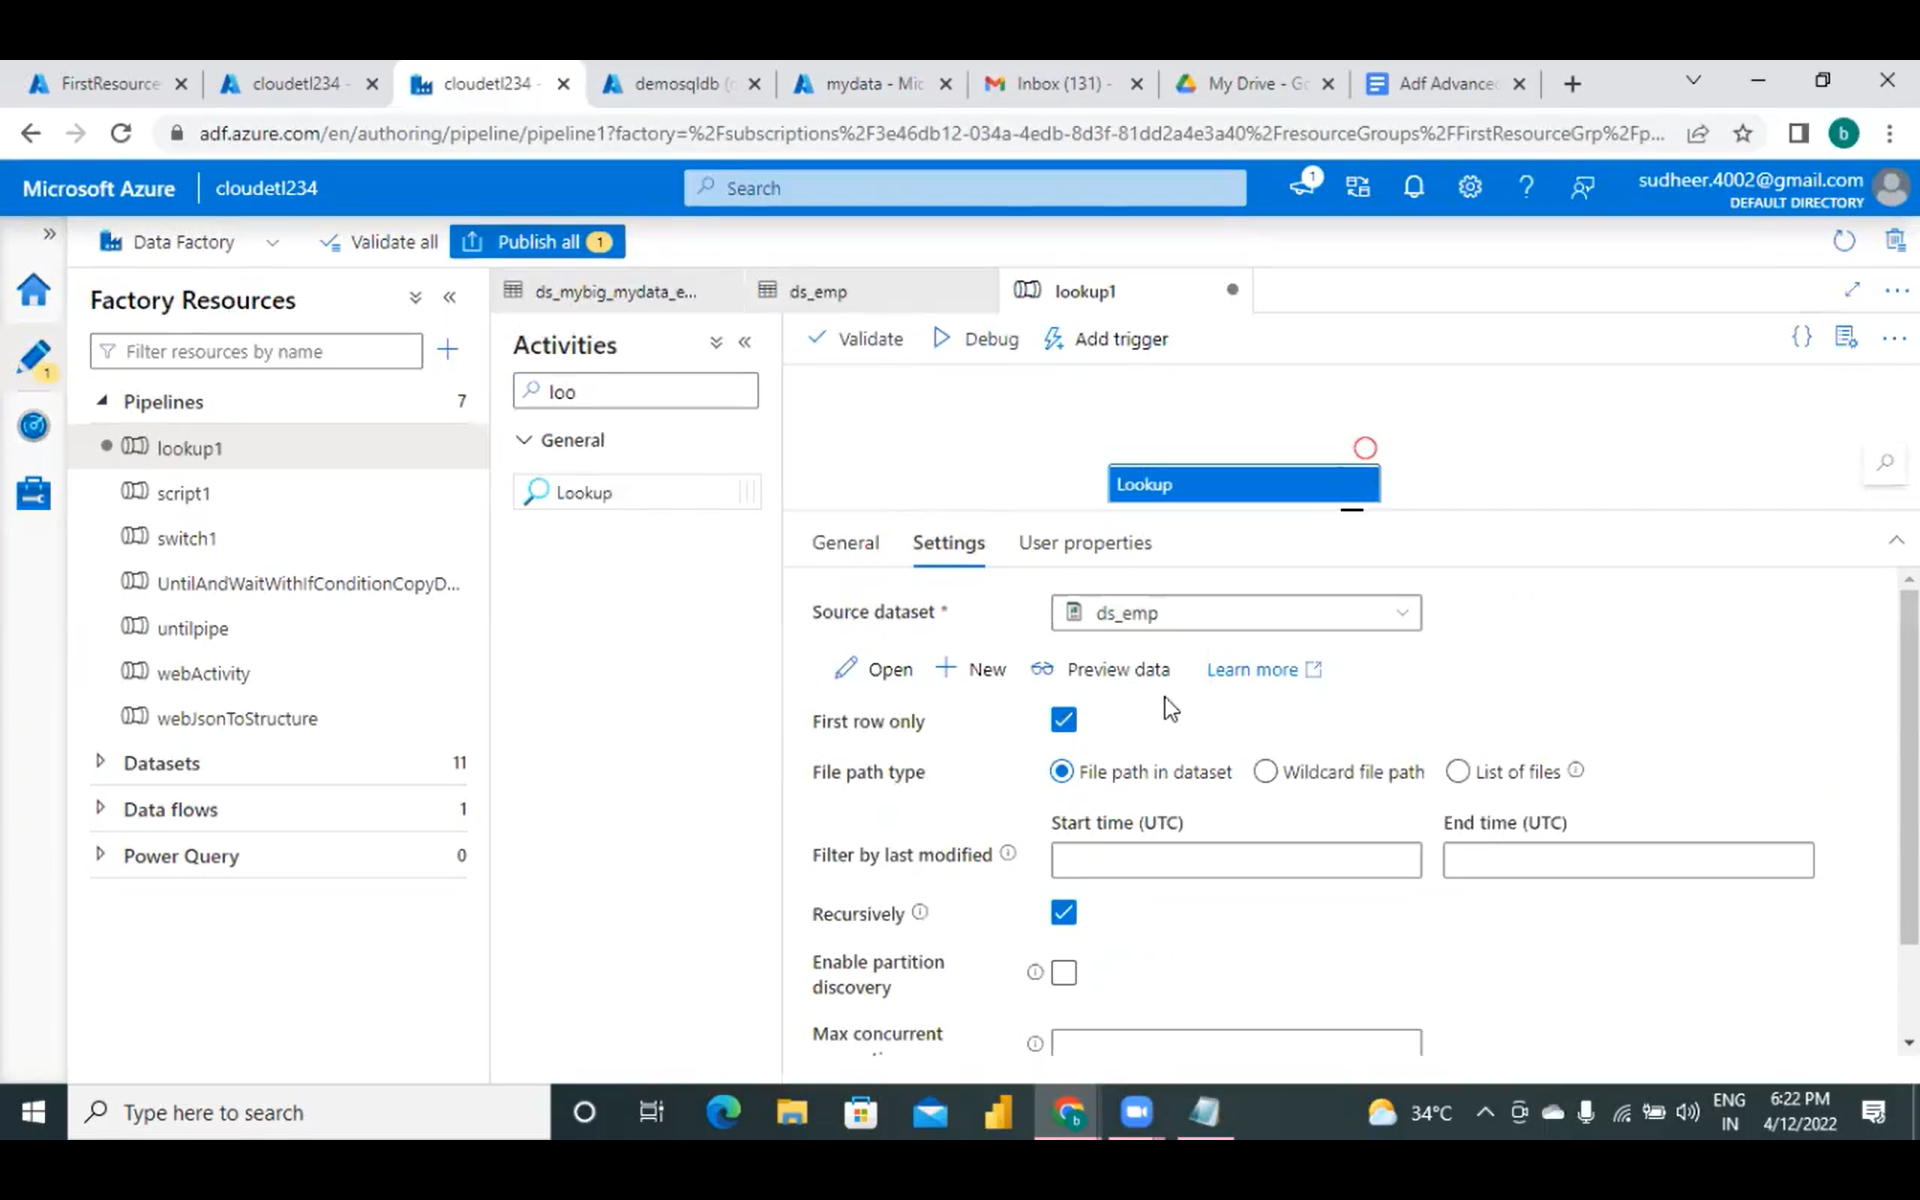 FirstResource
cloudetl234 -
cloudetl234 -
demosqldb (
mydata - Mic
Inbox (131) -
My Drive - Go
Adf Advance
adf.azure.com/en/authoring/pipeline/pipeline1?factory=%2Fsubscriptions%2F3e46db12-034a-4edb-8d3f-81dd2a4e3a40%2FresourceGroups%2FFirstResourceGrp%2Fp...
b
Microsoft Azure
cloudetl234
Search
1
sudheer.4002@gmail.com
DEFAULT DIRECTORY
Data Factory
Validate all
Publish all 1
Factory Resources
Filter resources by name
1
Pipelines 7
lookup1
script1
switch1
UntilAndWaitWithIfConditionCopyD...
untilpipe
webActivity
webJsonToStructure
Datasets 11
Data flows 1
Power Query 0
ds_mybig_mydata_e...
ds_emp
lookup1
Activities
loo
General
Lookup
Validate
Debug
Add trigger
{}
Lookup
General
Settings
User properties
Source dataset *
ds_emp
Open
New
Preview data
Learn more
First row only
File path type
File path in dataset
Wildcard file path
List of files
Start time (UTC)
End time (UTC)
Filter by last modified
Recursively
Enable partition
discovery
Max concurrent
Type here to search
b
34°C
ENG
IN
6:22 PM
4/12/2022